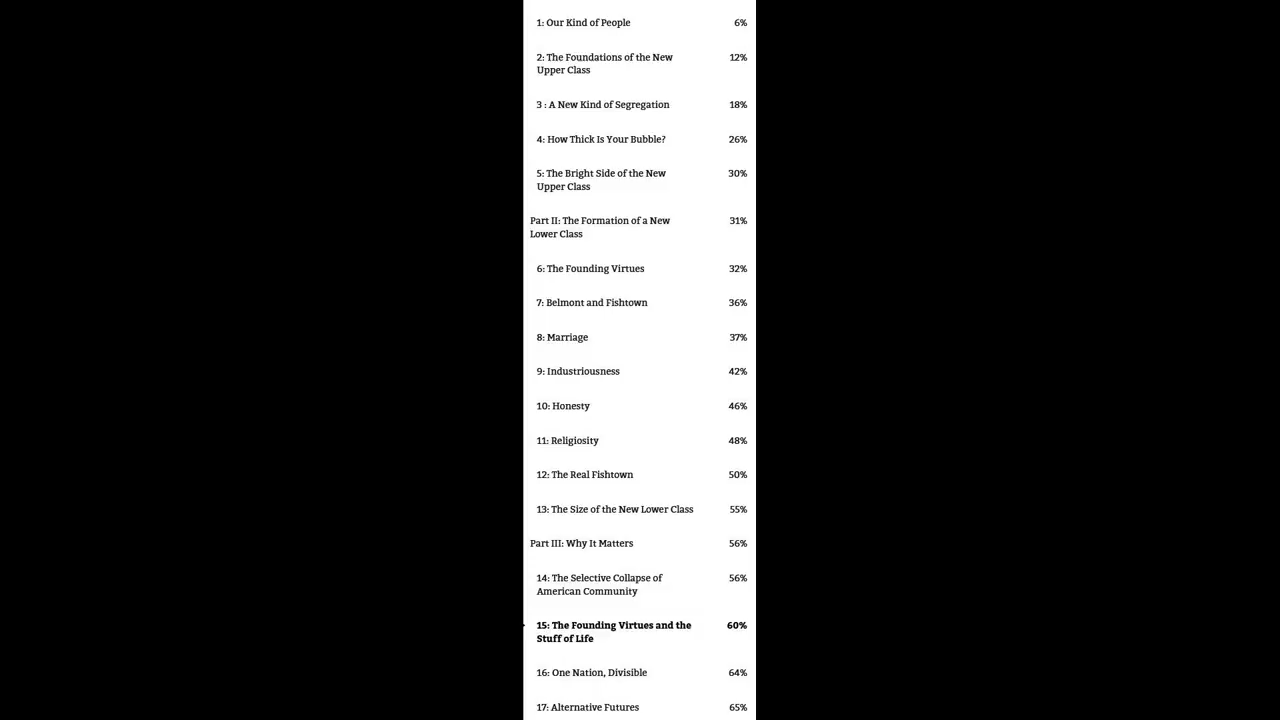 1: Our Kind of People 6%
2: The Foundations of the New 12%
Upper Class
3 : A New Kind of Segregation 18%
4: How Thick Is Your Bubble? 26%
5: The Bright Side of the New 30%
Upper Class
Part II: The Formation of a New 31%
Lower Class
6: The Founding Virtues 32%
7: Belmont and Fishtown 36%
8: Marriage 37%
9: Industriousness 42%
10: Honesty 46%
11: Religiosity 48%
12: The Real Fishtown 50%
13: The Size of the New Lower Class 55%
Part III: Why It Matters 56%
14: The Selective Collapse of 56%
American Community
15: The Founding Virtues and the 60%
Stuff of Life
16: One Nation, Divisible 64%
17: Alternative Futures 65%